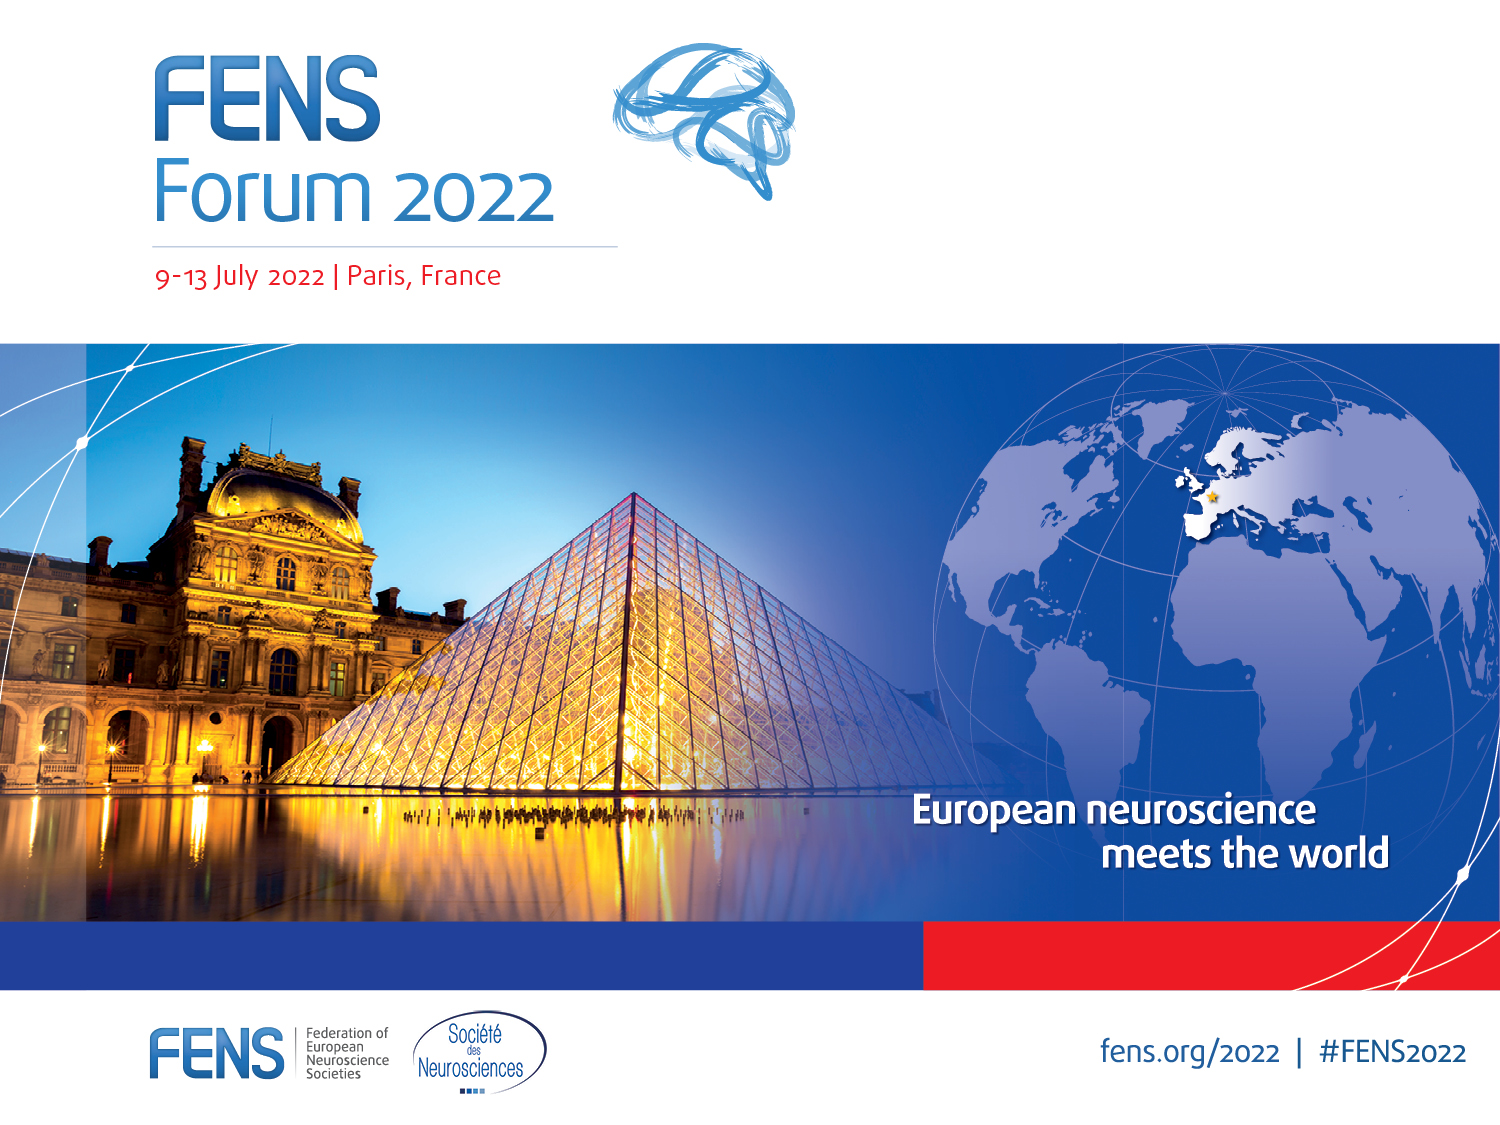 FENS
Forum 2022
9-13 July 2022 | Paris, France
European neuroscience
meets the world
FENS
Federation of
European
Neuroscience
Societies
Société
des
Neurosciences
fens.org/2022 | #FENS2022